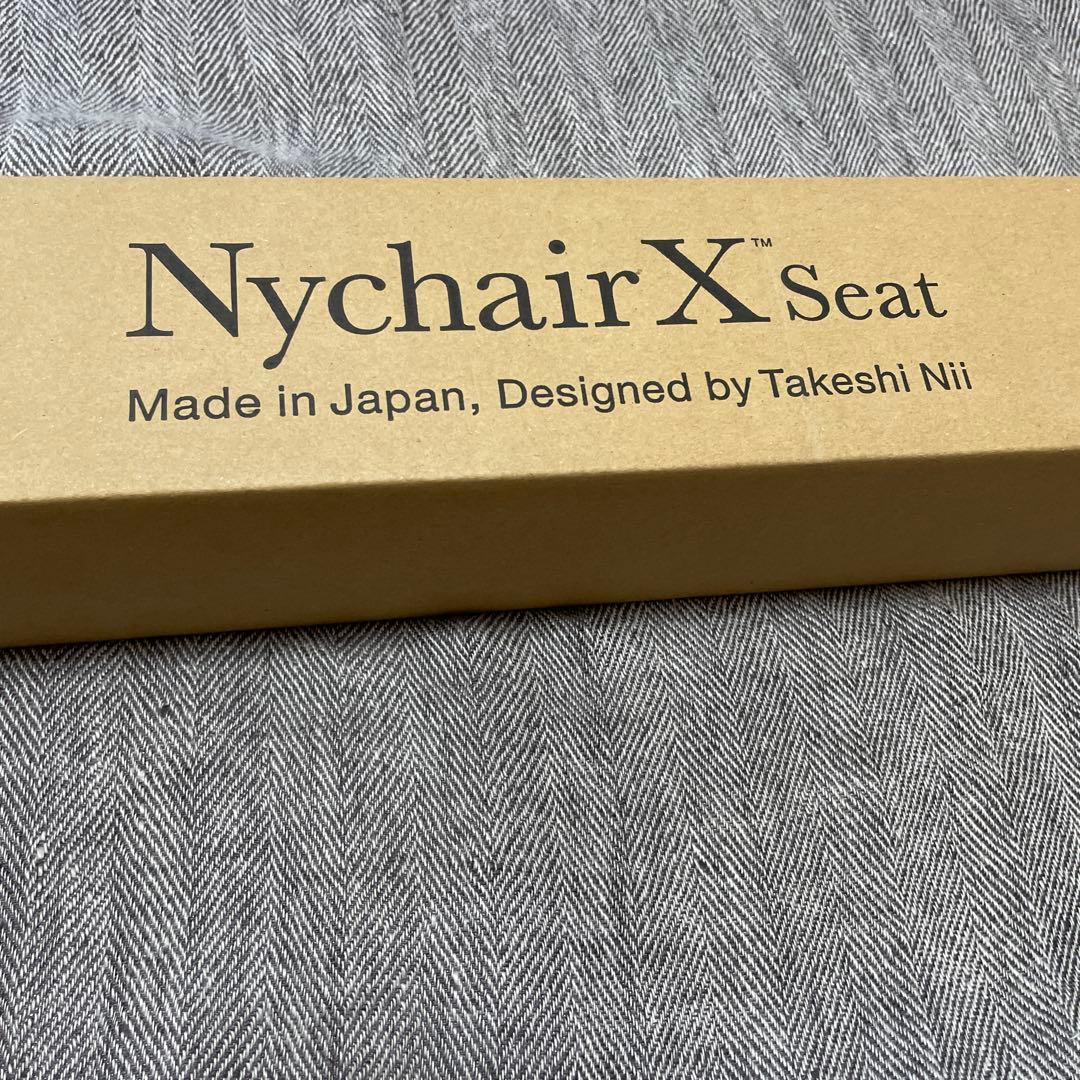 Nychair X™ Seat
Made in Japan, Designed by Takeshi Nii